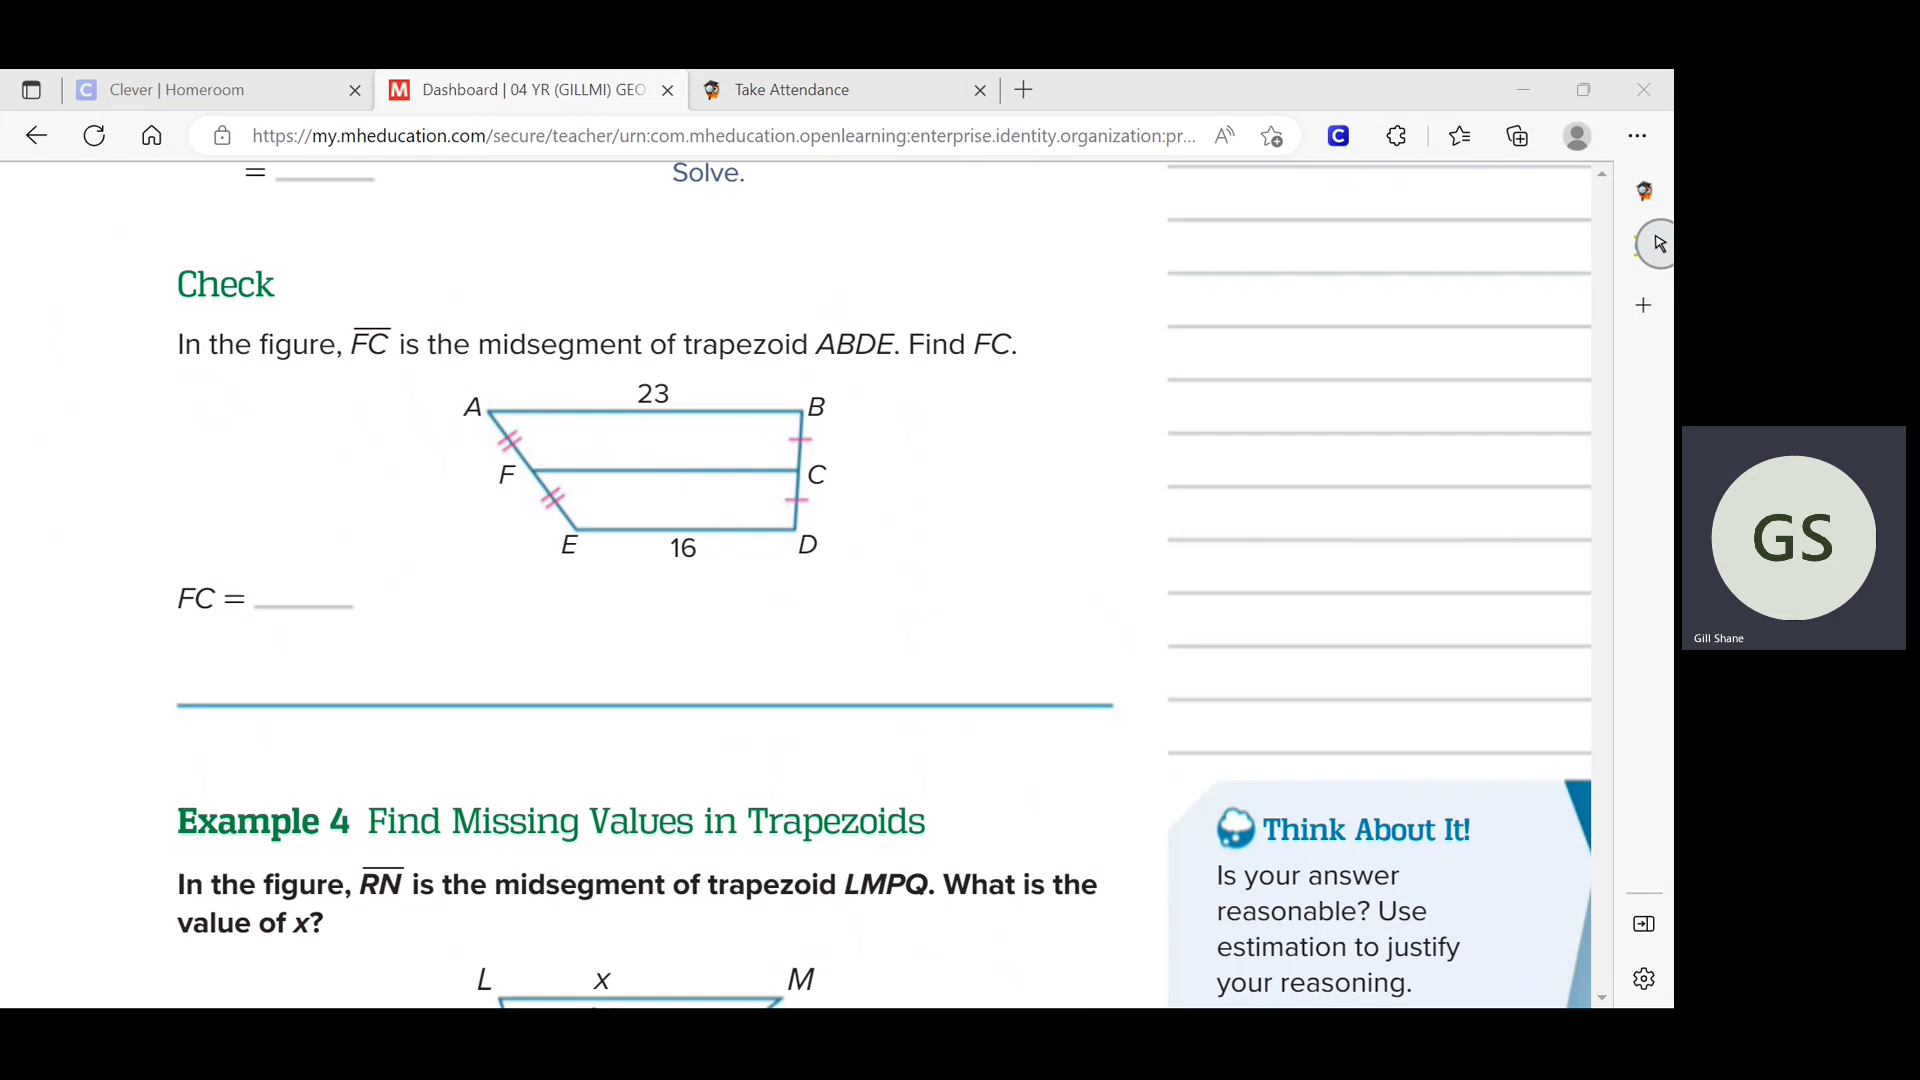 Clever | Homeroom
Dashboard | 04 YR (GILLMI) GEO
Take Attendance
https://my.mheducation.com/secure/teacher/urn:com.mheducation.openlearning:enterprise.identity.organization:pr...
= ______
Solve.
Check
In the figure, FC is the midsegment of trapezoid ABDE. Find FC.
23
A
B
F
C
E
16
D
FC = ______
Example 4 Find Missing Values in Trapezoids
In the figure, RN is the midsegment of trapezoid LMPQ. What is the
value of x?
L
x
M
Think About It!
Is your answer
reasonable? Use
estimation to justify
your reasoning.
GS
Gill Shane